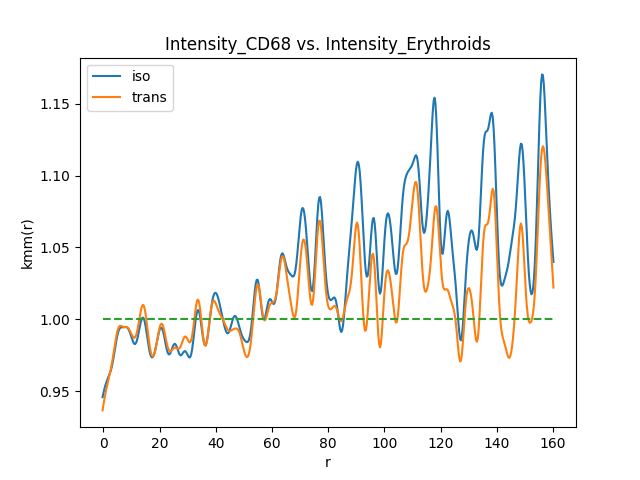 Intensity_CD68 vs. Intensity_Erythroids
iso
trans
kmm(r)
1.15
1.10
1.05
1.00
0.95
0 20 40 60 80 100 120 140 160
r